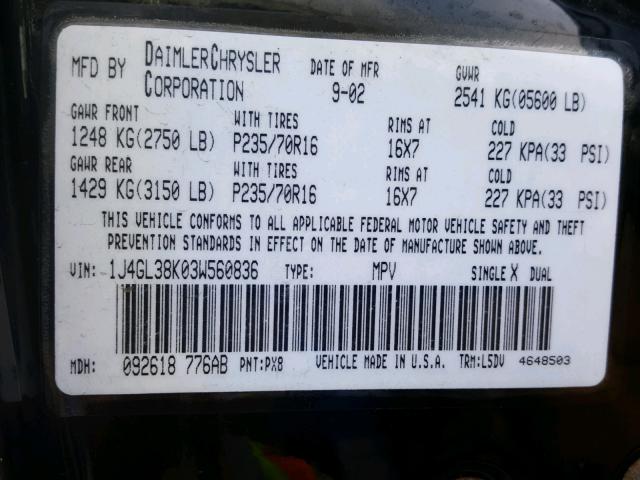 MFD BY DAIMLERCHRYSLER CORPORATION DATE OF MFR 9-02 GVWR 2541 KG(05600 LB)
GAWR FRONT WITH TIRES RIMS AT COLD
1248 KG(2750 LB) P235/70R16 16X7 227 KPA(33 PSI)
GAWR REAR WITH TIRES RIMS AT COLD
1429 KG(3150 LB) P235/70R16 16X7 227 KPA(33 PSI)
THIS VEHICLE CONFORMS TO ALL APPLICABLE FEDERAL MOTOR VEHICLE SAFETY AND THEFT
PREVENTION STANDARDS IN EFFECT ON THE DATE OF MANUFACTURE SHOWN ABOVE.
VIN: 1J4GL38K03W560836 TYPE: MPV SINGLE X DUAL
MDH: 092618 776AB PNT:PX8 VEHICLE MADE IN U.S.A. TRM:L5DV 4648503